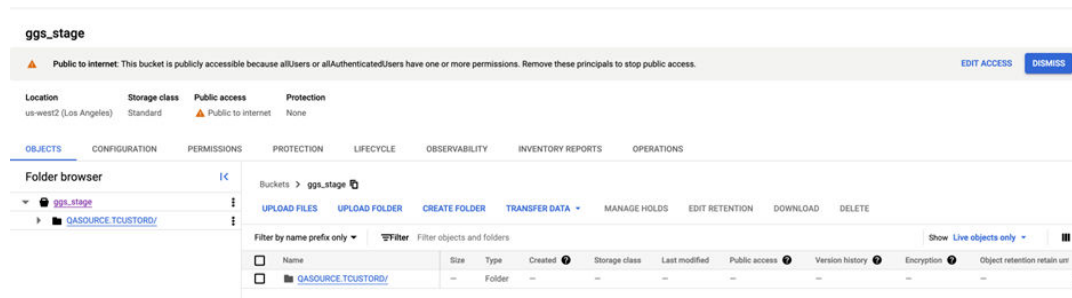 ggs_stage
Public to internet: This bucket is publicly accessible because allUsers or allAuthenticatedUsers have one or more permissions. Remove these principals to stop public access. EDIT ACCESS DISMISS
Location Storage class Public access Protection
us-west2 (Los Angeles) Standard Public to internet None
OBJECTS CONFIGURATION PERMISSIONS PROTECTION LIFECYCLE OBSERVABILITY INVENTORY REPORTS OPERATIONS
Folder browser
ggs_stage
QASOURCE.TCUSTORD/
Buckets > ggs_stage
UPLOAD FILES UPLOAD FOLDER CREATE FOLDER TRANSFER DATA MANAGE HOLDS EDIT RETENTION DOWNLOAD DELETE
Filter by name prefix only Filter Filter objects and folders Show Live objects only
Name Size Type Created Storage class Last modified Public access Version history Encryption Object retention retain
QASOURCE.TCUSTORD/ — Folder — — — — — — —